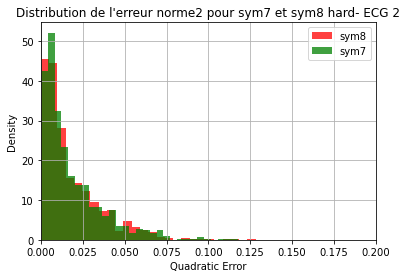 Distribution de l'erreur norme2 pour sym7 et sym8 hard- ECG 2
sym8
sym7
50
40
30
20
10
0
Density
0.000 0.025 0.050 0.075 0.100 0.125 0.150 0.175 0.200
Quadratic Error